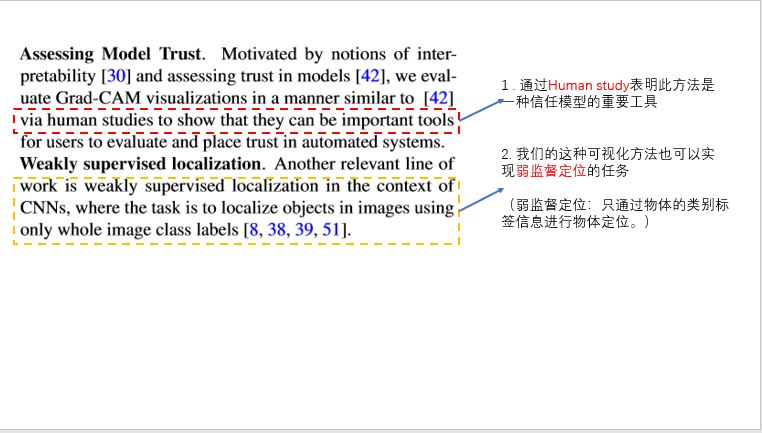 Assessing Model Trust. Motivated by notions of inter-
pretability [30] and assessing trust in models [42], we eval-
uate Grad-CAM visualizations in a manner similar to [42]
via human studies to show that they can be important tools
for users to evaluate and place trust in automated systems.
Weakly supervised localization. Another relevant line of
work is weakly supervised localization in the context of
CNNs, where the task is to localize objects in images using
only whole image class labels [8, 38, 39, 51].
1 . 通过Human study表明此方法是
一种信任模型的重要工具
2. 我们的这种可视化方法也可以实
现弱监督定位的任务
（弱监督定位：只通过物体的类别标
签信息进行物体定位。）